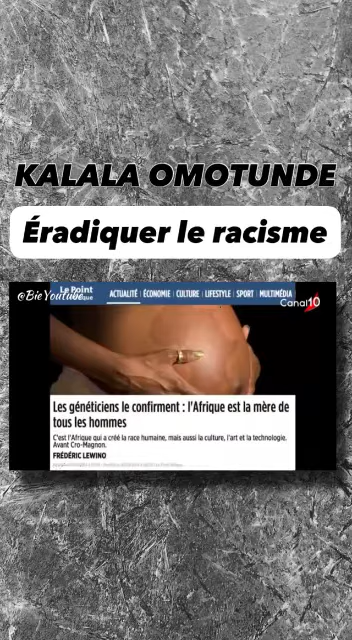 KALALA OMOTUNDE
Éradiquer le racisme
Le Point
@BieYoutube
ACTUALITÉ | ÉCONOMIE | CULTURE | LIFESTYLE | SPORT | MULTIMÉDIA
Canal10
Les généticiens le confirment : l'Afrique est la mère de
tous les hommes
C'est l'Afrique qui a créé la race humaine, mais aussi la culture, l'art et la technologie.
Avant Cro-Magnon.
FRÉDÉRIC LEWINO